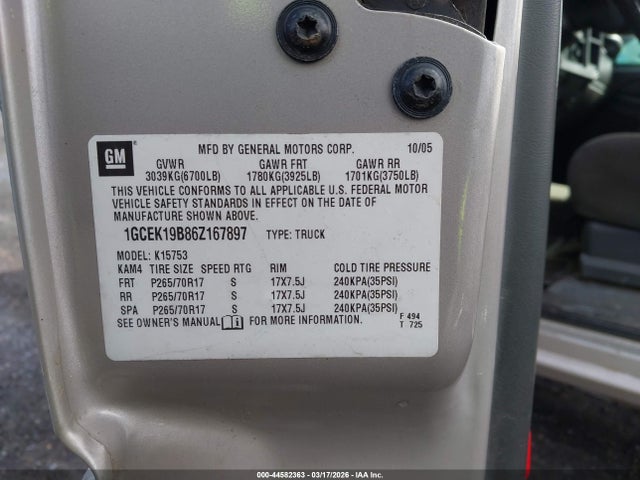 GM
MFD BY GENERAL MOTORS CORP. 10/05
GVWR GAWR FRT GAWR RR
3039KG(6700LB) 1780KG(3925LB) 1701KG(3750LB)
THIS VEHICLE CONFORMS TO ALL APPLICABLE U.S. FEDERAL MOTOR
VEHICLE SAFETY STANDARDS IN EFFECT ON THE DATE OF
MANUFACTURE SHOWN ABOVE.
1GCEK19B86Z167897 TYPE: TRUCK
MODEL: K15753
KAM4 TIRE SIZE SPEED RTG RIM COLD TIRE PRESSURE
FRT P265/70R17 S 17X7.5J 240KPA(35PSI)
RR P265/70R17 S 17X7.5J 240KPA(35PSI)
SPA P265/70R17 S 17X7.5J 240KPA(35PSI)
SEE OWNER'S MANUAL FOR MORE INFORMATION.
F 494
T 725
000-44582363 - 03/17/2026 - COPART